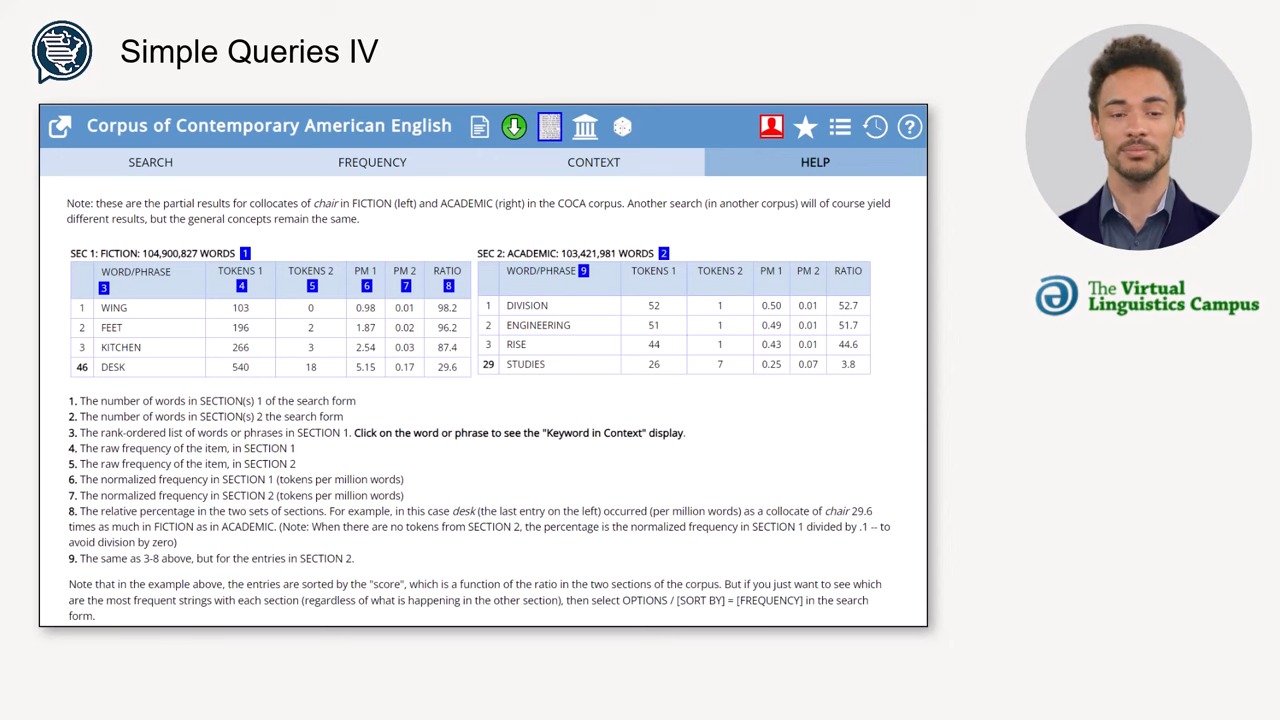 Simple Queries IV
Corpus of Contemporary American English
SEARCH FREQUENCY CONTEXT HELP
Note: these are the partial results for collocates of chair in FICTION (left) and ACADEMIC (right) in the COCA corpus. Another search (in another corpus) will of course yield
different results, but the general concepts remain the same.
SEC 1: FICTION: 104,900,827 WORDS 1
WORD/PHRASE TOKENS 1 TOKENS 2 PM 1 PM 2 RATIO
3 4 5 6 7 8
1 WING 103 0 0.98 0.01 98.2
2 FEET 196 2 1.87 0.02 96.2
3 KITCHEN 266 3 2.54 0.03 87.4
46 DESK 540 18 5.15 0.17 29.6
SEC 2: ACADEMIC: 103,421,981 WORDS 2
WORD/PHRASE 9 TOKENS 1 TOKENS 2 PM 1 PM 2 RATIO
1 DIVISION 52 1 0.50 0.01 52.7
2 ENGINEERING 51 1 0.49 0.01 51.7
3 RISE 44 1 0.43 0.01 44.6
29 STUDIES 26 7 0.25 0.07 3.8
1. The number of words in SECTION(s) 1 of the search form
2. The number of words in SECTION(s) 2 the search form
3. The rank-ordered list of words or phrases in SECTION 1. Click on the word or phrase to see the "Keyword in Context" display.
4. The raw frequency of the item, in SECTION 1
5. The raw frequency of the item, in SECTION 2
6. The normalized frequency in SECTION 1 (tokens per million words)
7. The normalized frequency in SECTION 2 (tokens per million words)
8. The relative percentage in the two sets of sections. For example, in this case desk (the last entry on the left) occurred (per million words) as a collocate of chair 29.6
times as much in FICTION as in ACADEMIC. (Note: When there are no tokens from SECTION 2, the percentage is the normalized frequency in SECTION 1 divided by .1 -- to
avoid division by zero)
9. The same as 3-8 above, but for the entries in SECTION 2.
Note that in the example above, the entries are sorted by the "score", which is a function of the ratio in the two sections of the corpus. But if you just want to see which
are the most frequent strings with each section (regardless of what is happening in the other section), then select OPTIONS / [SORT BY] = [FREQUENCY] in the search
form.
The Virtual
Linguistics Campus